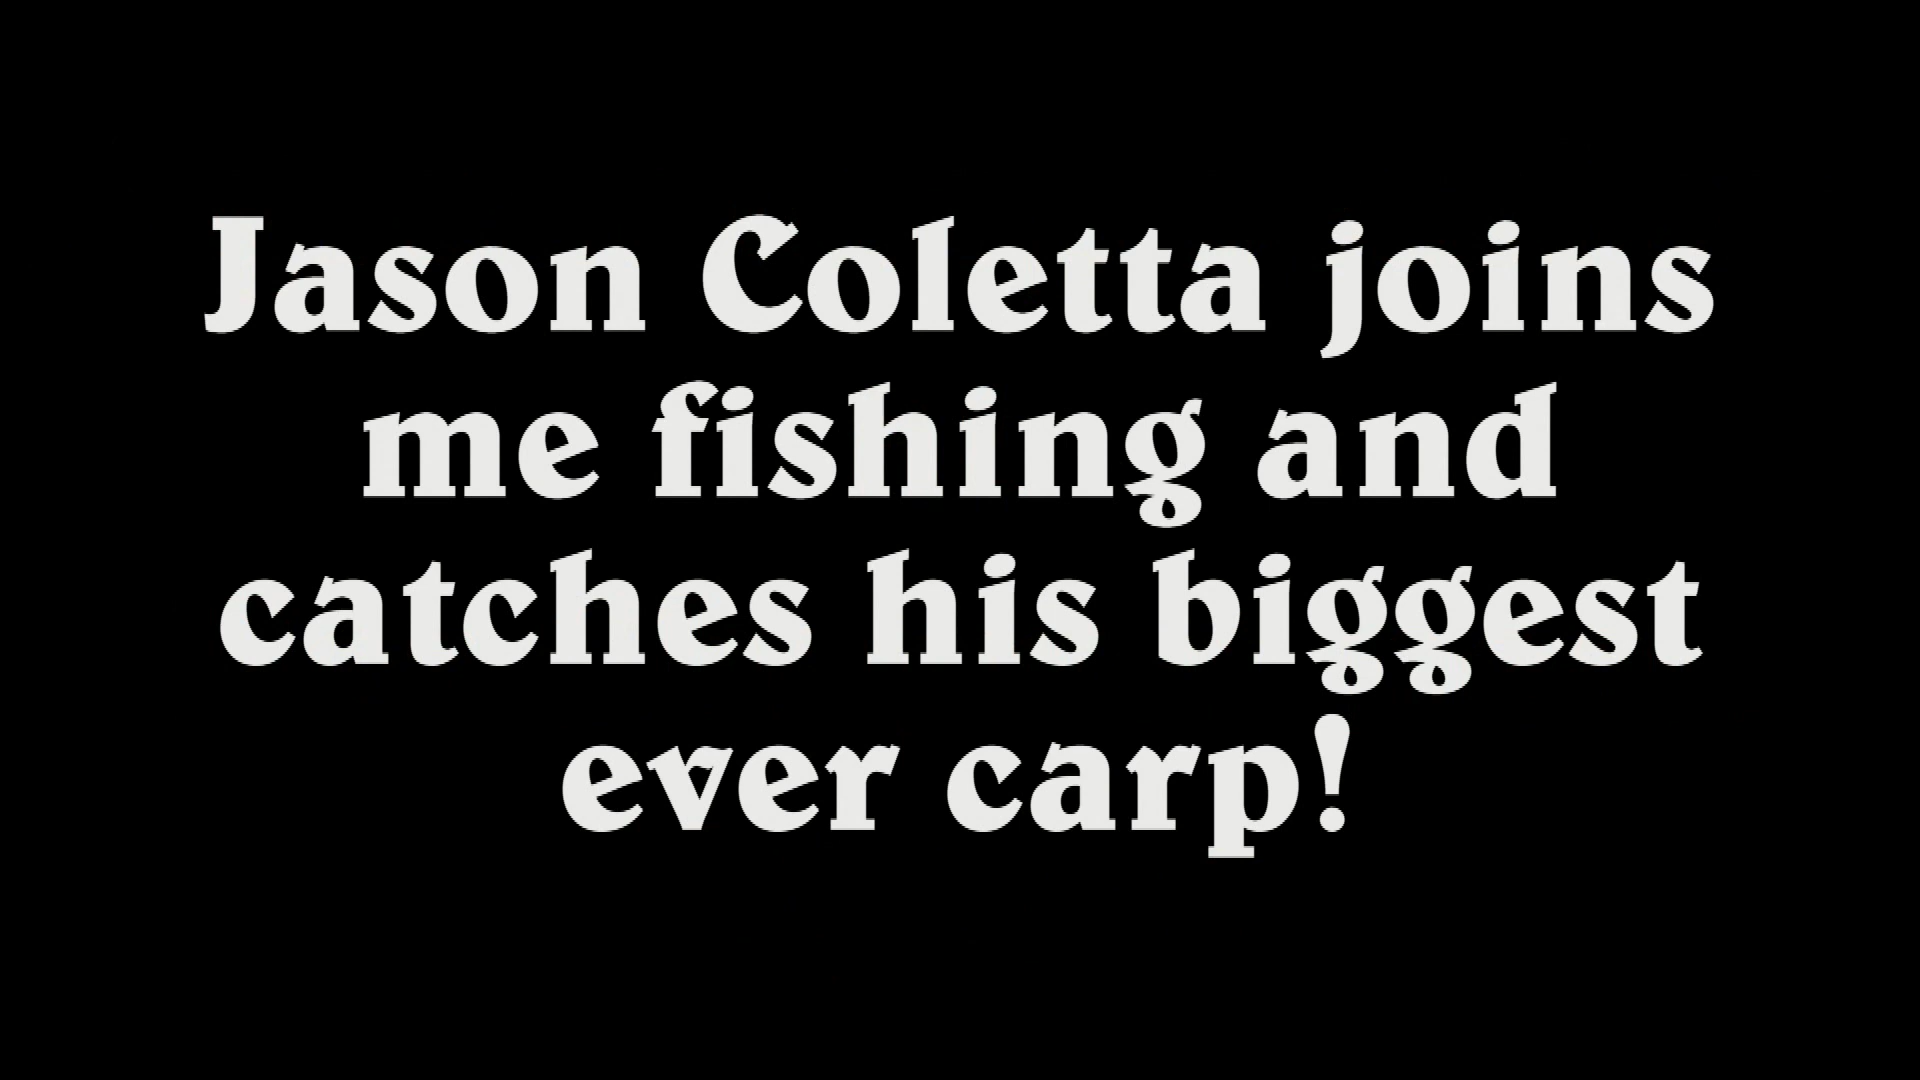 Jason Coletta joins
me fishing and
catches his biggest
ever carp!